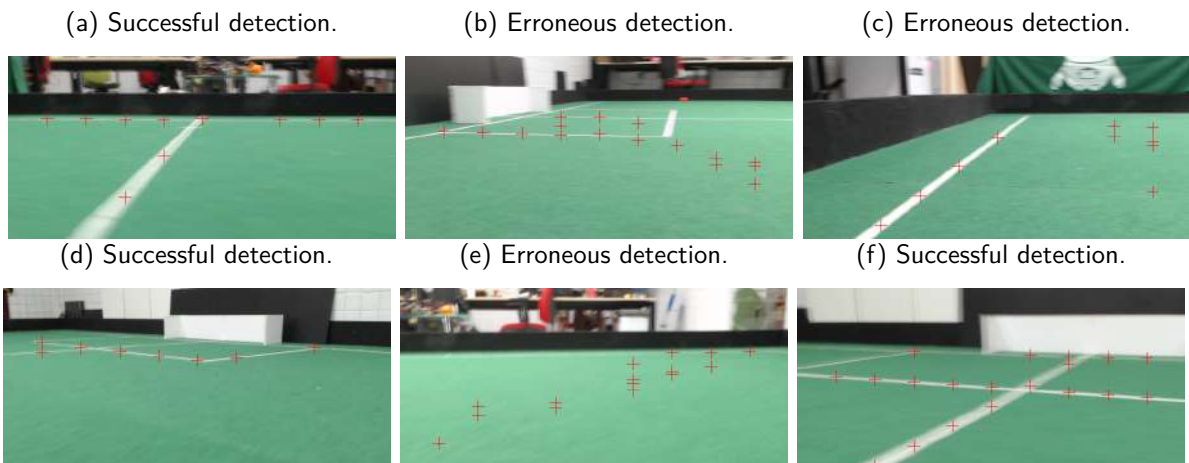 (a) Successful detection.
(b) Erroneous detection.
(c) Erroneous detection.
(d) Successful detection.
(e) Erroneous detection.
(f) Successful detection.